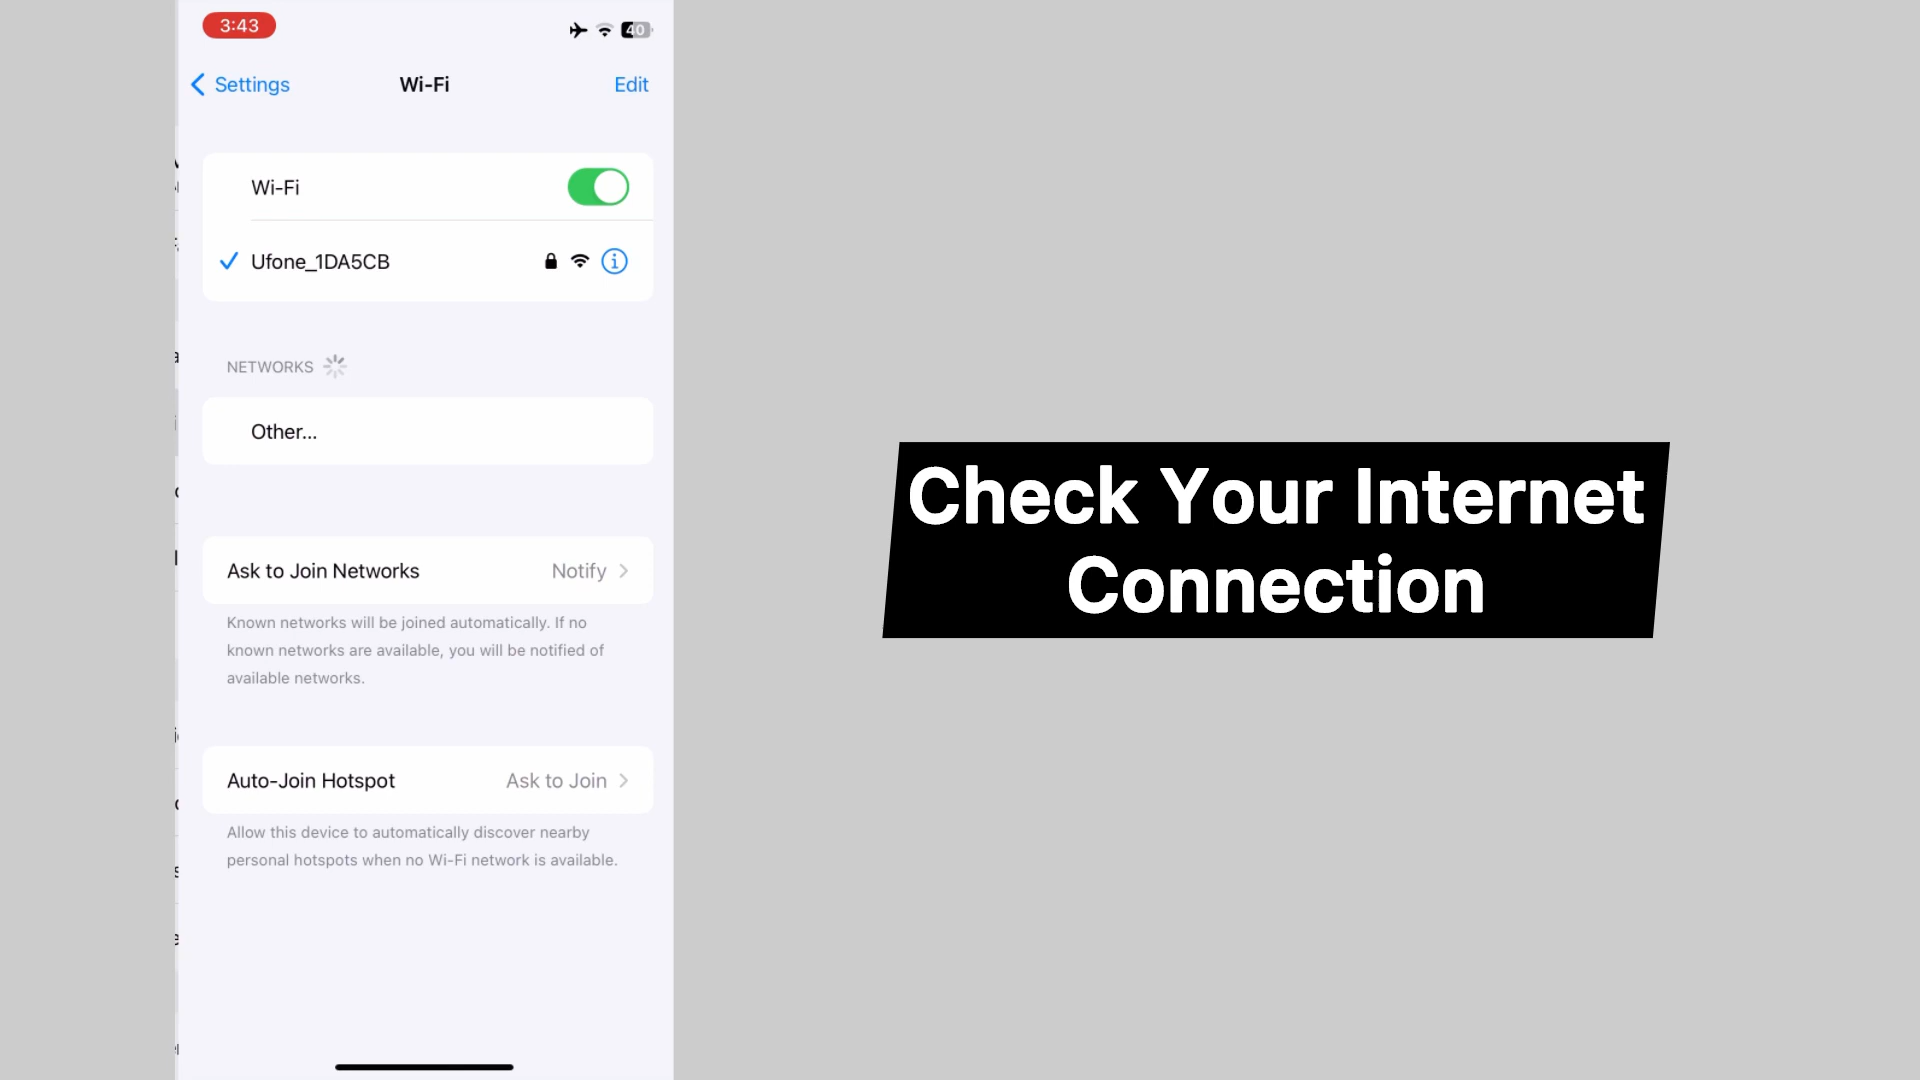 3:43
40
Settings
Wi-Fi
Edit
Wi-Fi
Ufone_1DA5CB
NETWORKS
Other...
Ask to Join Networks
Notify
Known networks will be joined automatically. If no
known networks are available, you will be notified of
available networks.
Auto-Join Hotspot
Ask to Join
Allow this device to automatically discover nearby
personal hotspots when no Wi-Fi network is available.
Check Your Internet
Connection